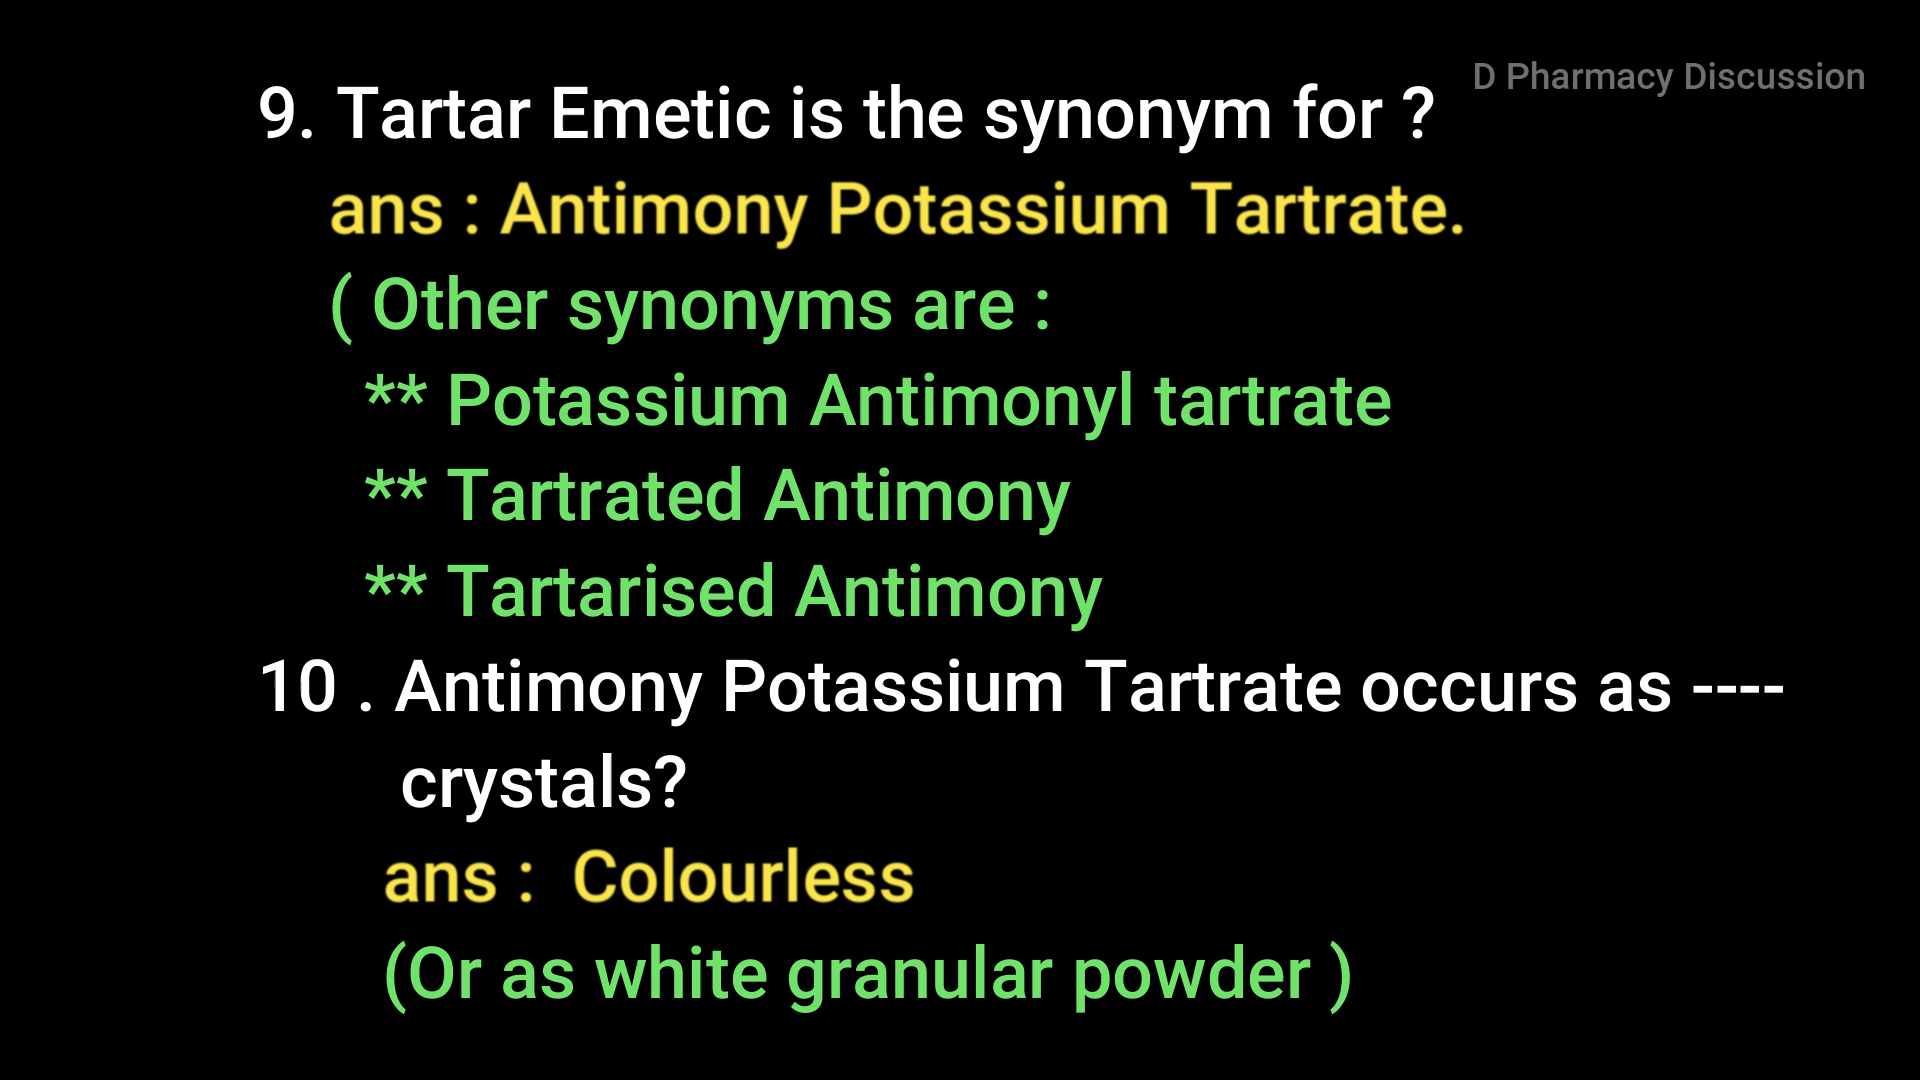 D Pharmacy Discussion
9. Tartar Emetic is the synonym for ?
ans : Antimony Potassium Tartrate.
( Other synonyms are :
** Potassium Antimonyl tartrate
** Tartrated Antimony
** Tartarised Antimony
10 . Antimony Potassium Tartrate occurs as ----
crystals?
ans :  Colourless
(Or as white granular powder )